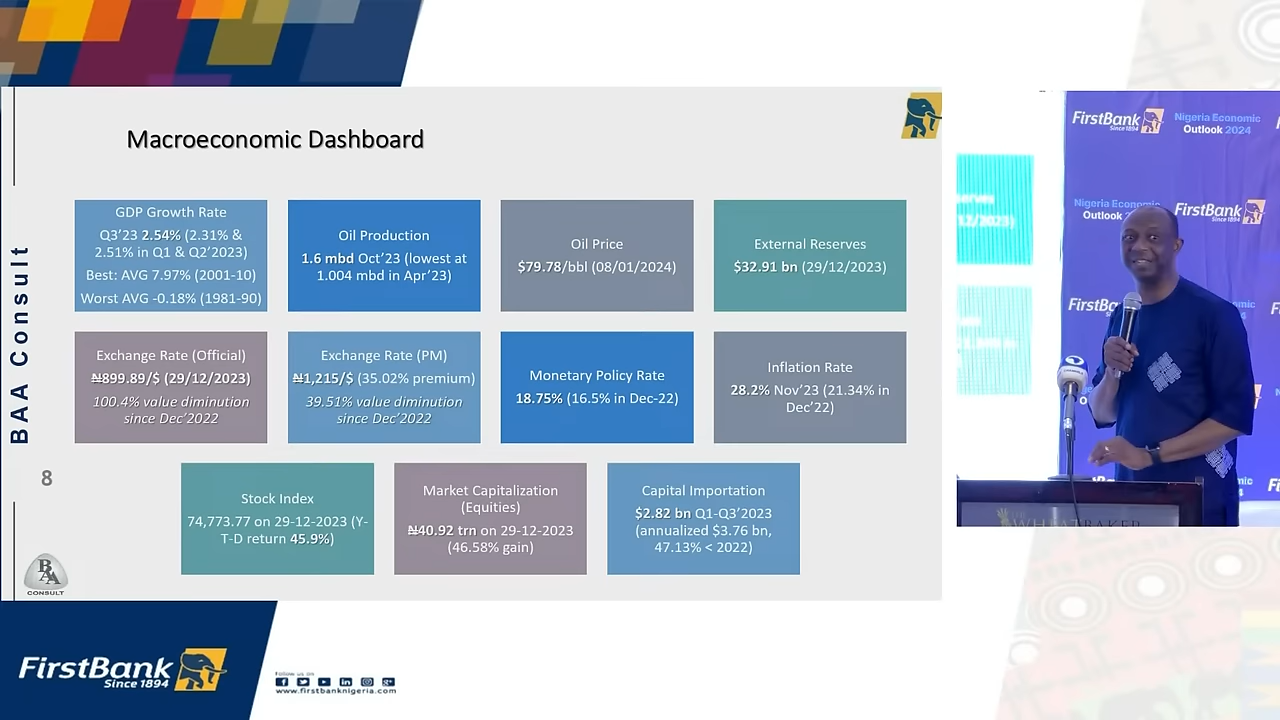 Macroeconomic Dashboard
BAA Consult
GDP Growth Rate
Q3'23 2.54% (2.31% &
2.51% in Q1 & Q2'2023)
Best: AVG 7.97% (2001-10)
Worst AVG -0.18% (1981-90)
Oil Production
1.6 mbd Oct'23 (lowest at
1.004 mbd in Apr'23)
Oil Price
$79.78/bbl (08/01/2024)
External Reserves
$32.91 bn (29/12/2023)
Exchange Rate (Official)
₦899.89/$ (29/12/2023)
100.4% value diminution
since Dec'2022
Exchange Rate (PM)
₦1,215/$ (35.02% premium)
39.51% value diminution
since Dec'2022
Monetary Policy Rate
18.75% (16.5% in Dec-22)
Inflation Rate
28.2% Nov'23 (21.34% in
Dec'22)
Stock Index
74,773.77 on 29-12-2023 (Y-
T-D return 45.9%)
Market Capitalization
(Equities)
₦40.92 trn on 29-12-2023
(46.58% gain)
Capital Importation
$2.82 bn Q1-Q3'2023
(annualized $3.76 bn,
47.13% < 2022)
8
BAA
CONSULT
FirstBank
Since 1894
Follow us on
www.firstbanknigeria.com
FirstBank
Since 1894
Nigeria Economic
Outlook 2024
Nigeria Economic
Outlook
FirstBank
Since 1894
WHEATBAKER